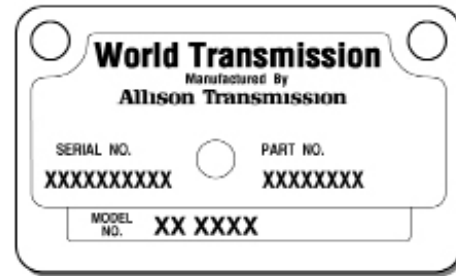 World Transmission
Manufactured By
Allison Transmission
SERIAL NO. PART NO.
XXXXXXXXXX XXXXXXXX
MODEL NO. XX XXXX